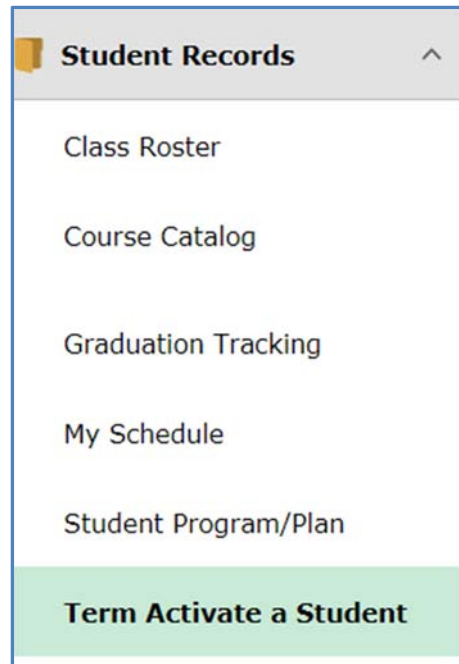 Student Records
Class Roster
Course Catalog
Graduation Tracking
My Schedule
Student Program/Plan
Term Activate a Student